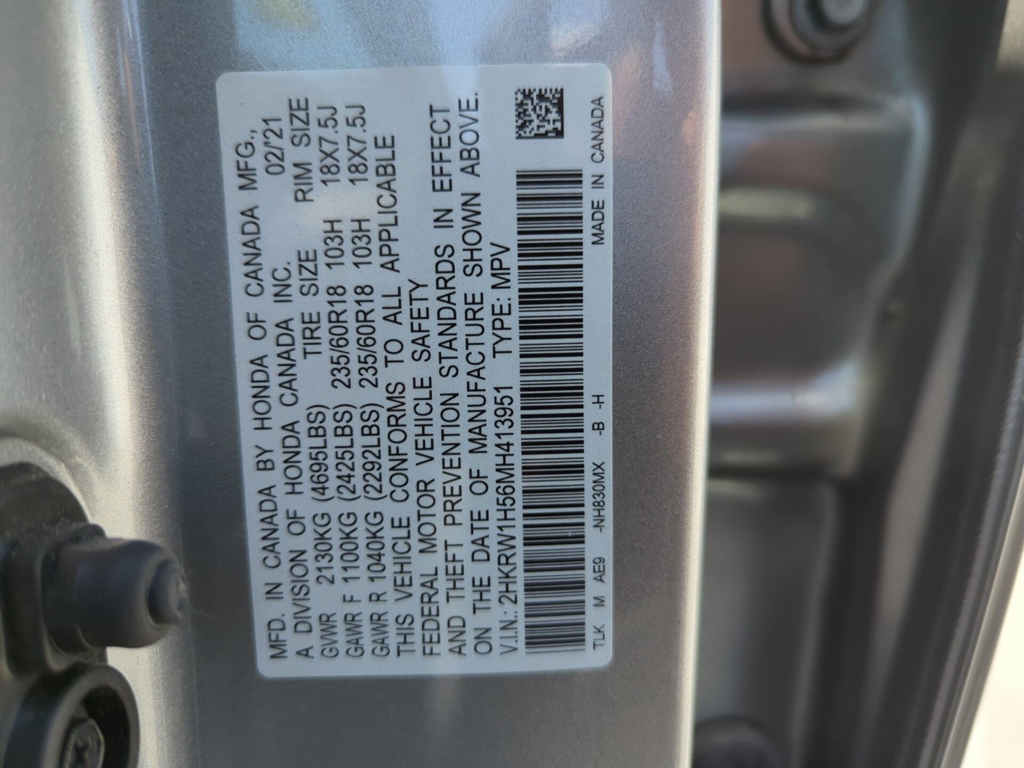 MFD. IN CANADA BY HONDA OF CANADA MFG.,
A DIVISION OF HONDA CANADA INC. 02/'21
GVWR 2130KG (4695LBS) TIRE SIZE RIM SIZE
GAWR F 1100KG (2425LBS) 235/60R18 103H 18X7.5J
GAWR R 1040KG (2292LBS) 235/60R18 103H 18X7.5J
THIS VEHICLE CONFORMS TO ALL APPLICABLE
FEDERAL MOTOR VEHICLE SAFETY
AND THEFT PREVENTION STANDARDS IN EFFECT
ON THE DATE OF MANUFACTURE SHOWN ABOVE.
V.I.N.: 2HKRW1H56MH413951 TYPE: MPV
TLK M AE9 -NH830MX -B -H MADE IN CANADA